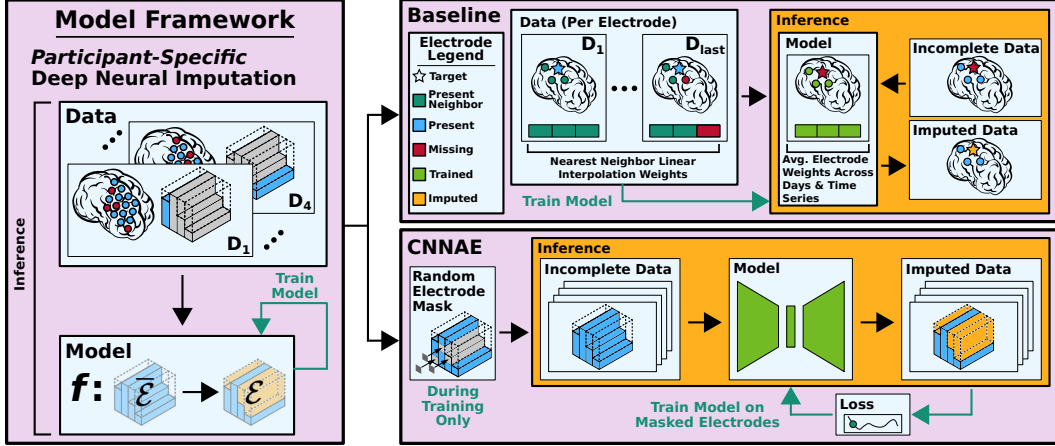 Model Framework
Participant-Specific
Deep Neural Imputation
Inference
Data
D4
D1
Train
Model
Model
f:
ℰ̅
ℰ
Baseline
Electrode
Legend
Target
Present
Neighbor
Present
Missing
Trained
Imputed
Data (Per Electrode)
D1
Dlast
Nearest Neighbor Linear
Interpolation Weights
Train Model
Inference
Model
Avg. Electrode
Weights Across
Days & Time
Series
Incomplete Data
Imputed Data
CNNAE
Random
Electrode
Mask
During
Training
Only
Inference
Incomplete Data
Model
Imputed Data
Train Model on
Masked Electrodes
Loss